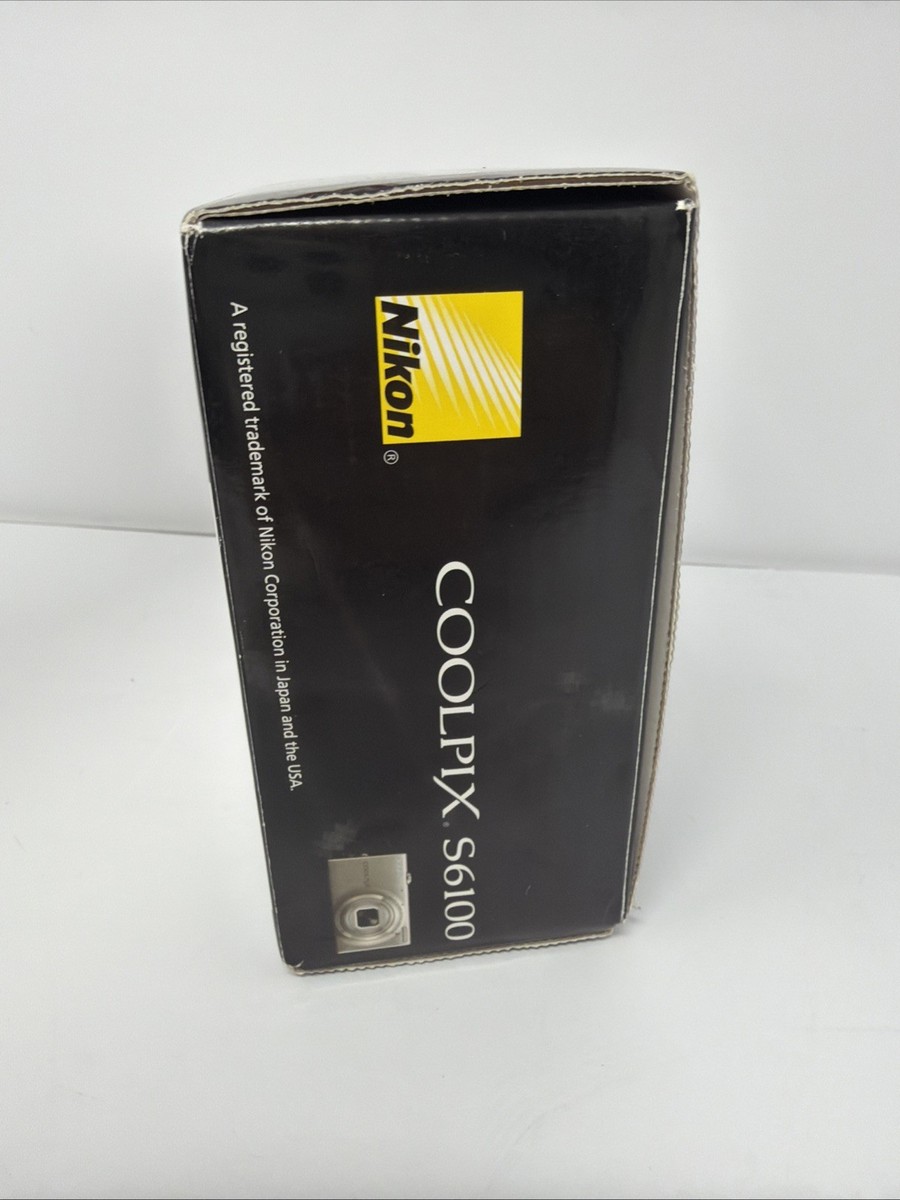 Nikon®
COOLPIX S6100
A registered trademark of Nikon Corporation in Japan and the USA.